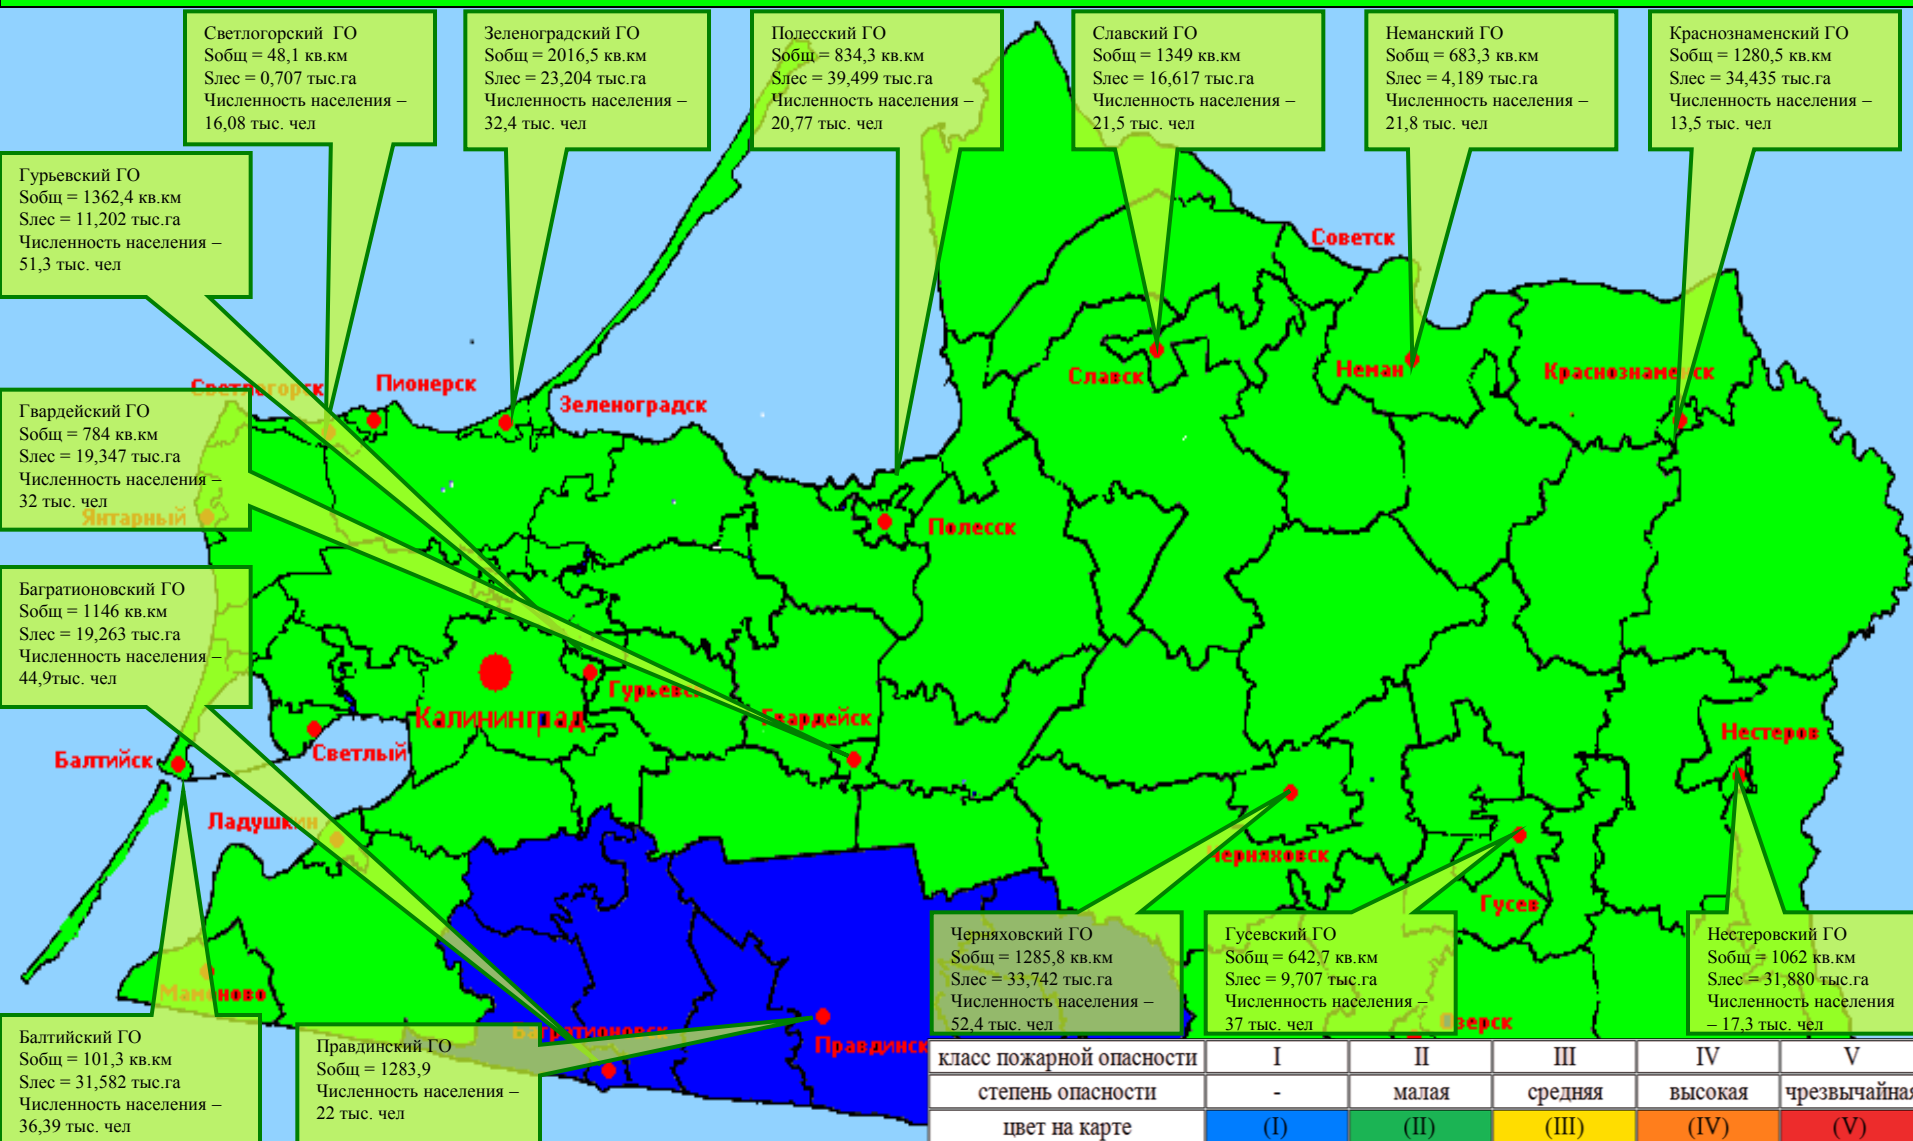 Светлогорский ГО
Sобщ = 48,1 кв.км
Sлес = 0,707 тыс.га
Численность населения –
16,08 тыс. чел
Зеленоградский ГО
Sобщ = 2016,5 кв.км
Sлес = 23,204 тыс.га
Численность населения –
32,4 тыс. чел
Полесский ГО
Sобщ = 834,3 кв.км
Sлес = 39,499 тыс.га
Численность населения –
20,77 тыс. чел
Славский ГО
Sобщ = 1349 кв.км
Sлес = 16,617 тыс.га
Численность населения –
21,5 тыс. чел
Неманский ГО
Sобщ = 683,3 кв.км
Sлес = 4,189 тыс.га
Численность населения –
21,8 тыс. чел
Краснознаменский ГО
Sобщ = 1280,5 кв.км
Sлес = 34,435 тыс.га
Численность населения –
13,5 тыс. чел
Гурьевский ГО
Sобщ = 1362,4 кв.км
Sлес = 11,202 тыс.га
Численность населения –
51,3 тыс. чел
Советск
Светлогорск
Пионерск
Зеленоградск
Славск
Неман
Краснознаменск
Гвардейский ГО
Sобщ = 784 кв.км
Sлес = 19,347 тыс.га
Численность населения –
32 тыс. чел
Янтарный
Полесск
Багратионовский ГО
Sобщ = 1146 кв.км
Sлес = 19,263 тыс.га
Численность населения –
44,9тыс. чел
Гурьевск
Калининград
Гвардейск
Нестеров
Балтийск
Светлый
Ладушкин
Черняховск
Гусев
Мамоново
Черняховский ГО
Sобщ = 1285,8 кв.км
Sлес = 33,742 тыс.га
Численность населения –
52,4 тыс. чел
Гусевский ГО
Sобщ = 642,7 кв.км
Sлес = 9,707 тыс.га
Численность населения –
37 тыс. чел
Нестеровский ГО
Sобщ = 1062 кв.км
Sлес = 31,880 тыс.га
Численность населения
– 17,3 тыс. чел
Озерск
Багратионовск
Правдинск
Балтийский ГО
Sобщ = 101,3 кв.км
Sлес = 31,582 тыс.га
Численность населения –
36,39 тыс. чел
Правдинский ГО
Sобщ = 1283,9
Численность населения –
22 тыс. чел
класс пожарной опасности I II III IV V
степень опасности - малая средняя высокая чрезвычайная
цвет на карте (I) (II) (III) (IV) (V)